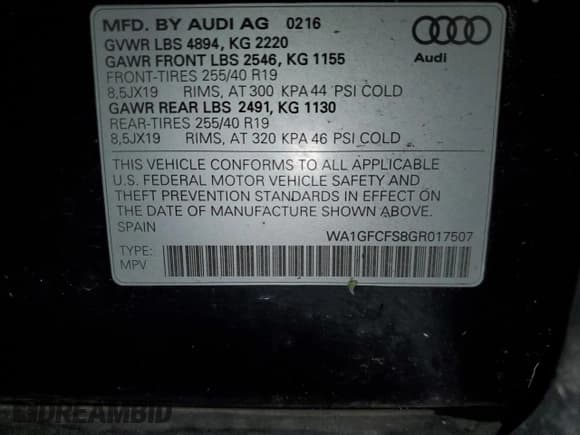 MFD. BY AUDI AG 0216
GVWR LBS 4894, KG 2220
GAWR FRONT LBS 2546, KG 1155
FRONT-TIRES 255/40 R19
8,5JX19 RIMS, AT 300 KPA 44 PSI COLD
GAWR REAR LBS 2491, KG 1130
REAR-TIRES 255/40 R19
8,5JX19 RIMS, AT 320 KPA 46 PSI COLD
Audi
THIS VEHICLE CONFORMS TO ALL APPLICABLE
U.S. FEDERAL MOTOR VEHICLE SAFETY AND
THEFT PREVENTION STANDARDS IN EFFECT ON
THE DATE OF MANUFACTURE SHOWN ABOVE.
SPAIN WA1GFCFS8GR017507
TYPE:
MPV
DREAMBID